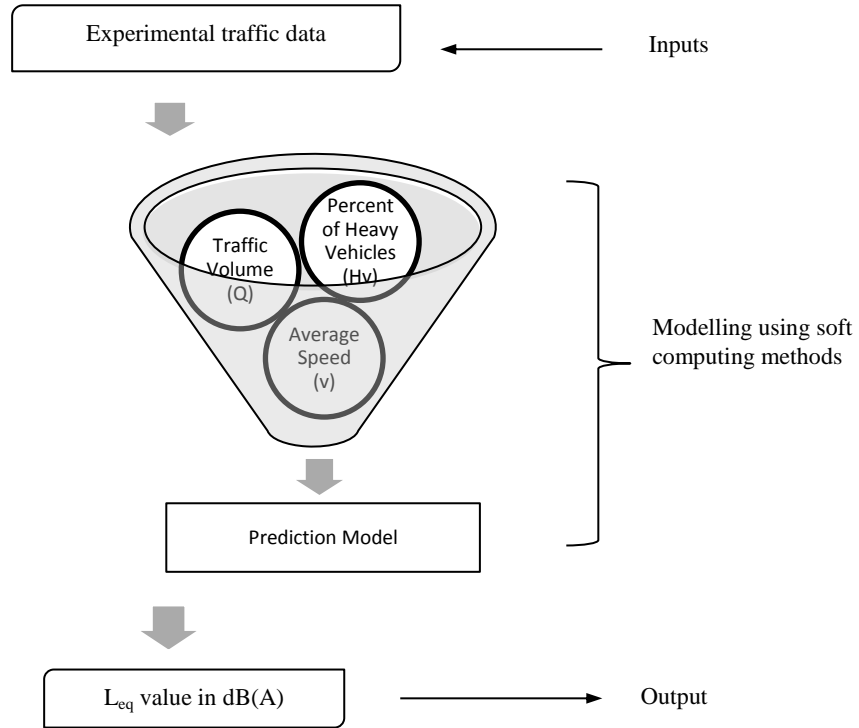 Experimental traffic data
Inputs
Percent
of Heavy
Vehicles
(Hv)
Traffic
Volume
(Q)
Average
Speed
(v)
Modelling using soft
computing methods
Prediction Model
Leq value in dB(A)
Output